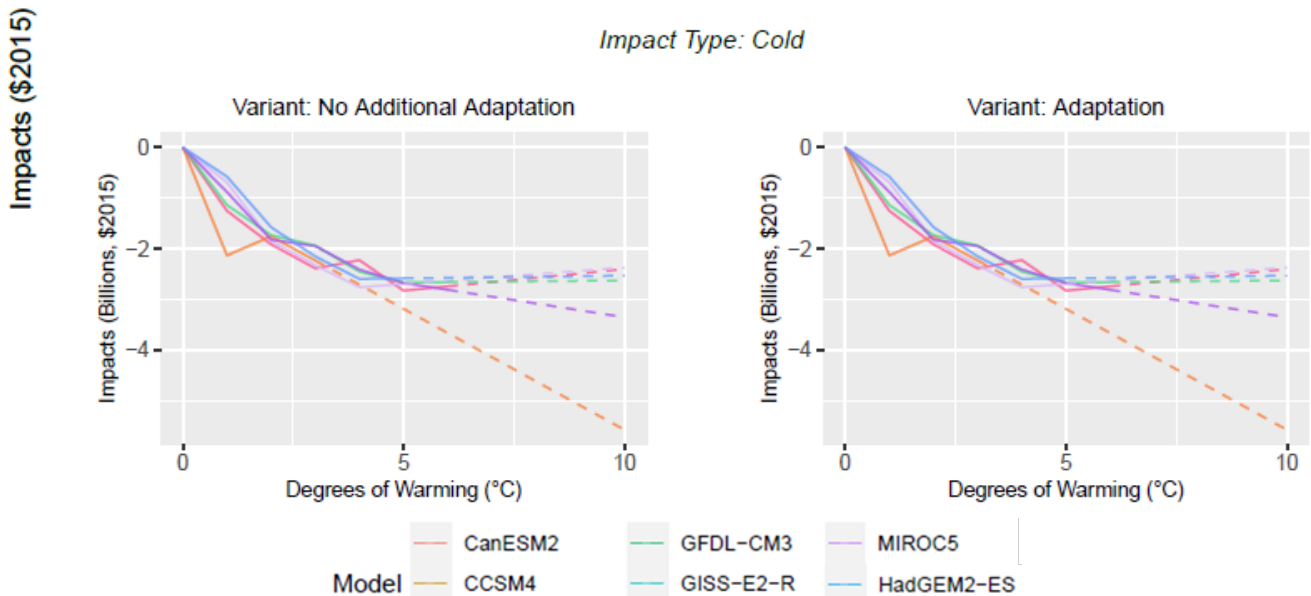 Impacts ($2015)
Impact Type: Cold
Variant: No Additional Adaptation
Variant: Adaptation
Impacts (Billions, $2015)
0
−2
−4
0 5 10
Degrees of Warming (°C)
Impacts (Billions, $2015)
0
−2
−4
0 5 10
Degrees of Warming (°C)
Model
CanESM2 GFDL−CM3 MIROC5
CCSM4 GISS−E2−R HadGEM2−ES